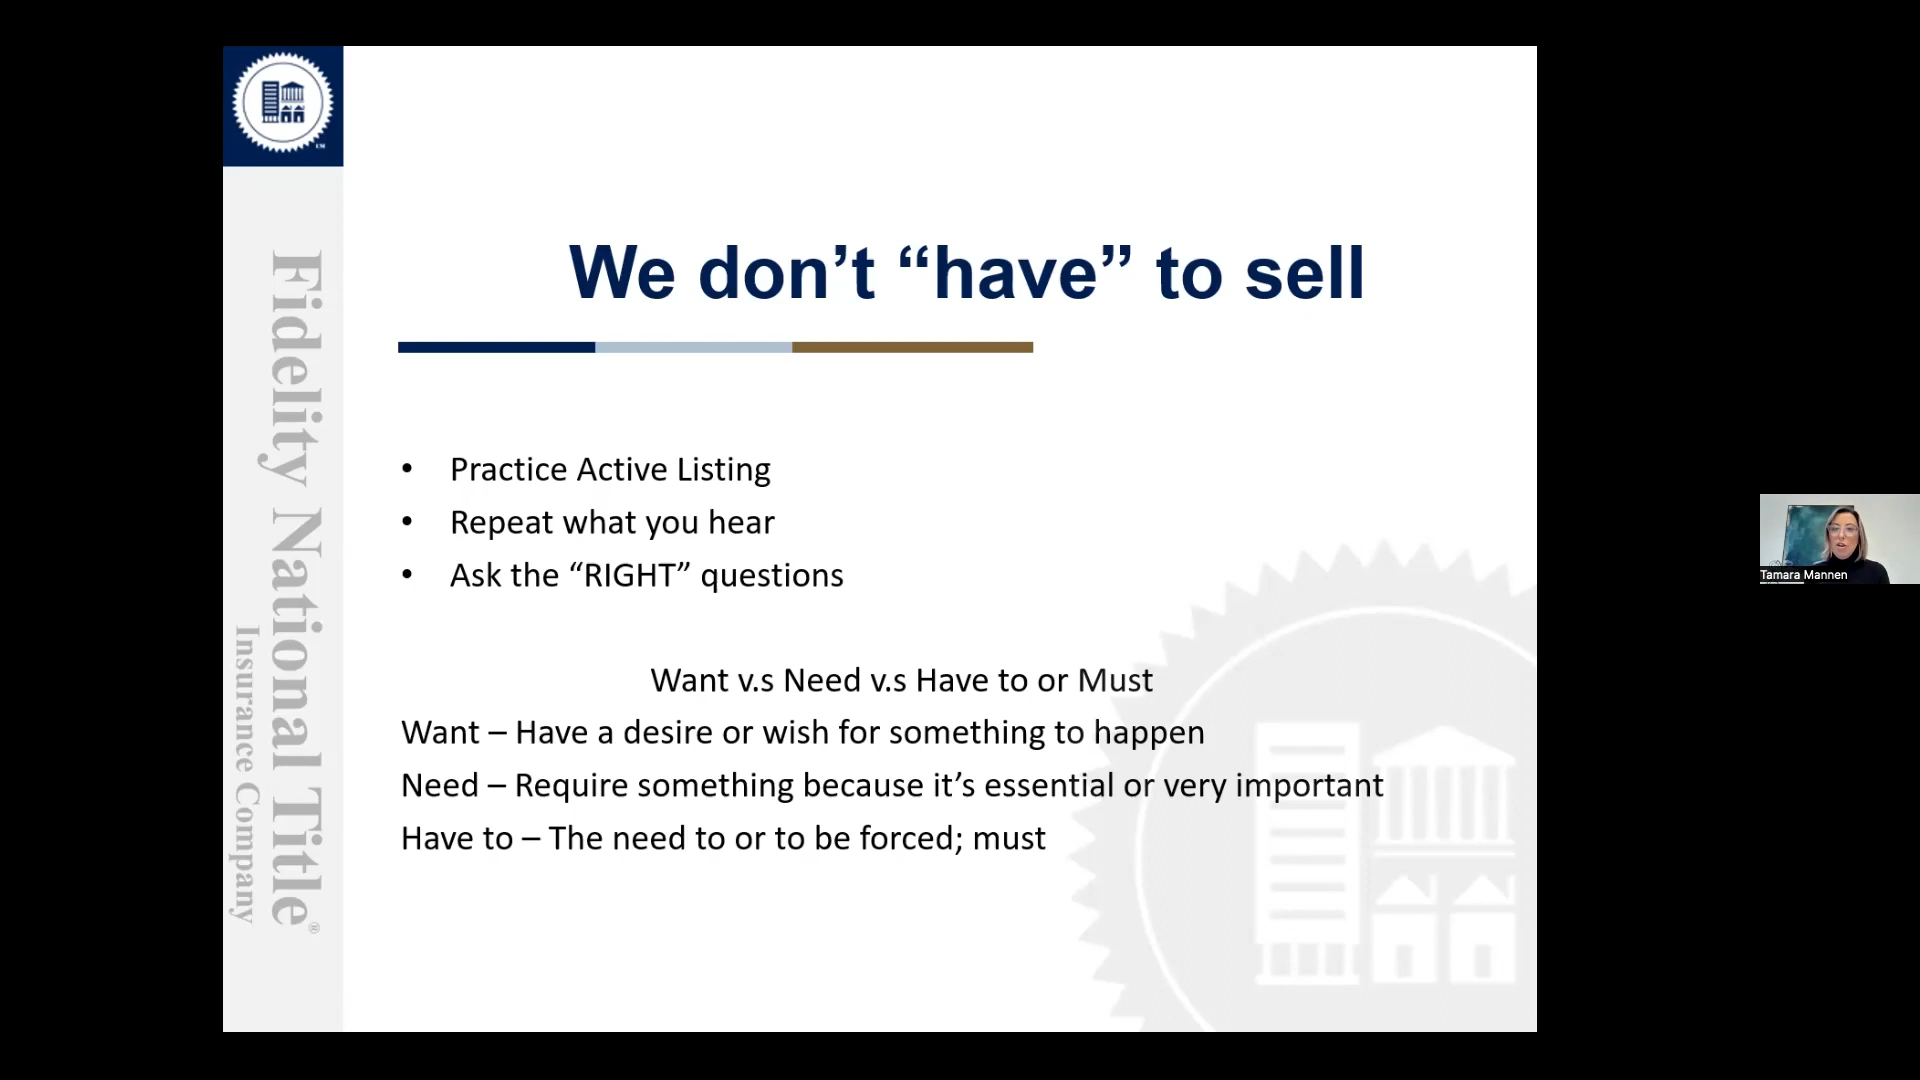 Fidelity National Title®
Insurance Company
We don’t “have” to sell
• Practice Active Listing
• Repeat what you hear
• Ask the “RIGHT” questions
Want v.s Need v.s Have to or Must
Want – Have a desire or wish for something to happen
Need – Require something because it’s essential or very important
Have to – The need to or to be forced; must
Tamara Mannen